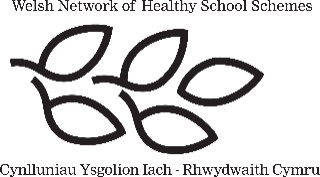 Welsh Network of Healthy School Schemes
Cynlluniau Ysgolion Iach - Rhwydwaith Cymru